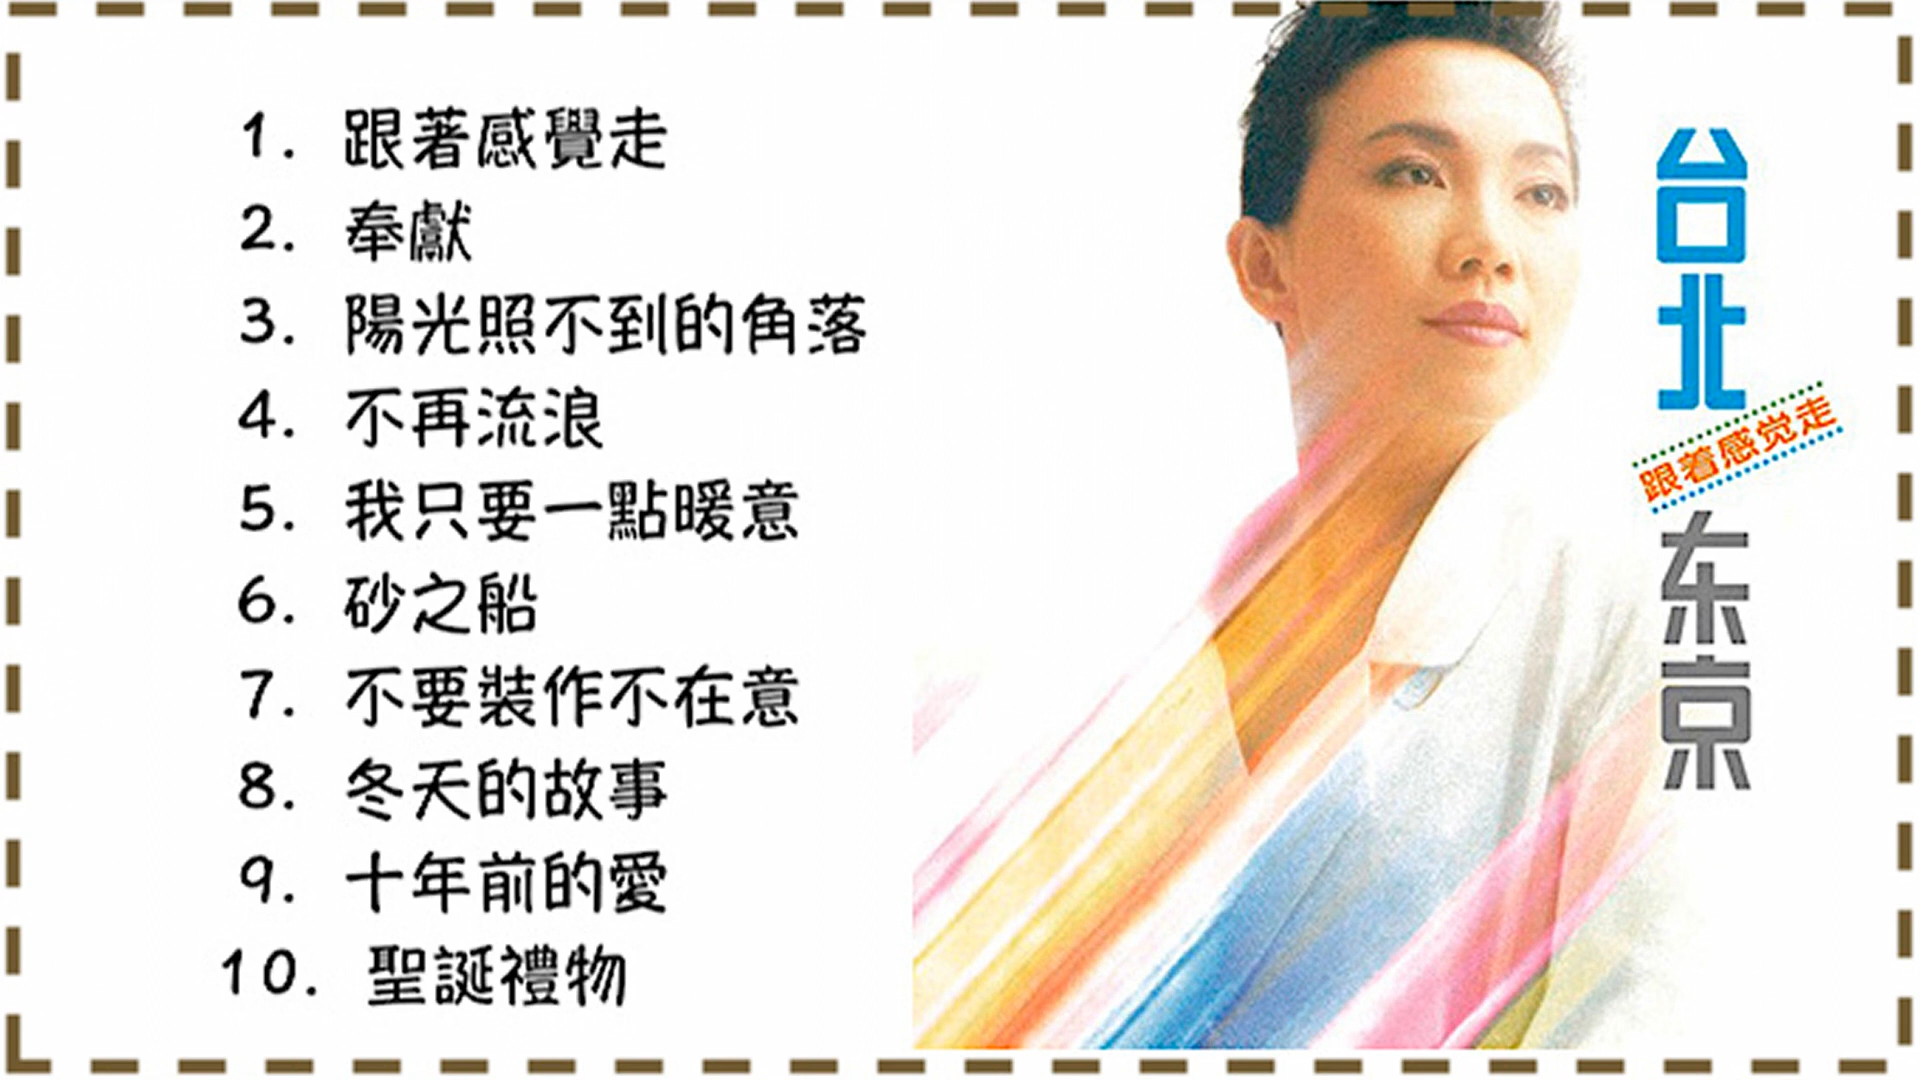 1. 跟著感覺走
2. 奉獻
3. 陽光照不到的角落
4. 不再流浪
5. 我只要一點暖意
6. 砂之船
7. 不要裝作不在意
8. 冬天的故事
9. 十年前的愛
10. 聖誕禮物
台北
跟着感觉走
东京